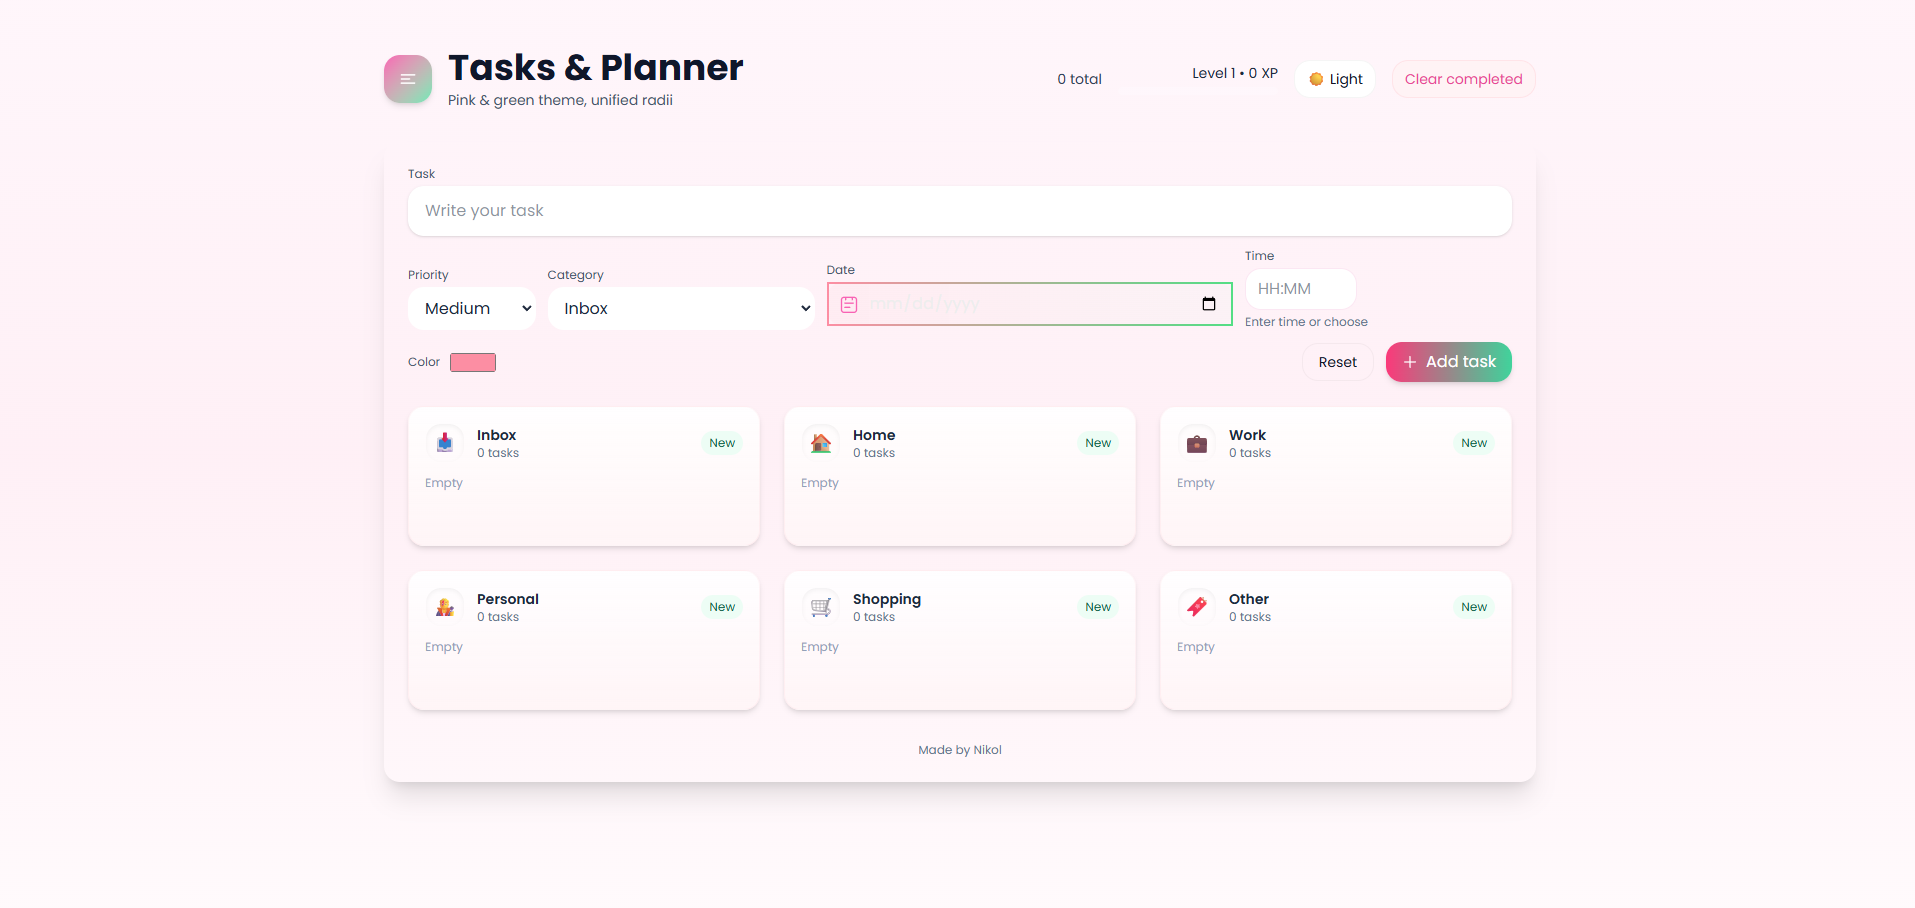 Tasks & Planner
Pink & green theme, unified radii
0 total
Level 1 • 0 XP
Light
Clear completed
Task
Write your task
Priority
Medium
Category
Inbox
Date
mm/dd/yyyy
Time
HH:MM
Enter time or choose
Color
Reset
Add task
Inbox
0 tasks
New
Empty
Home
0 tasks
New
Empty
Work
0 tasks
New
Empty
Personal
0 tasks
New
Empty
Shopping
0 tasks
New
Empty
Other
0 tasks
New
Empty
Made by Nikol